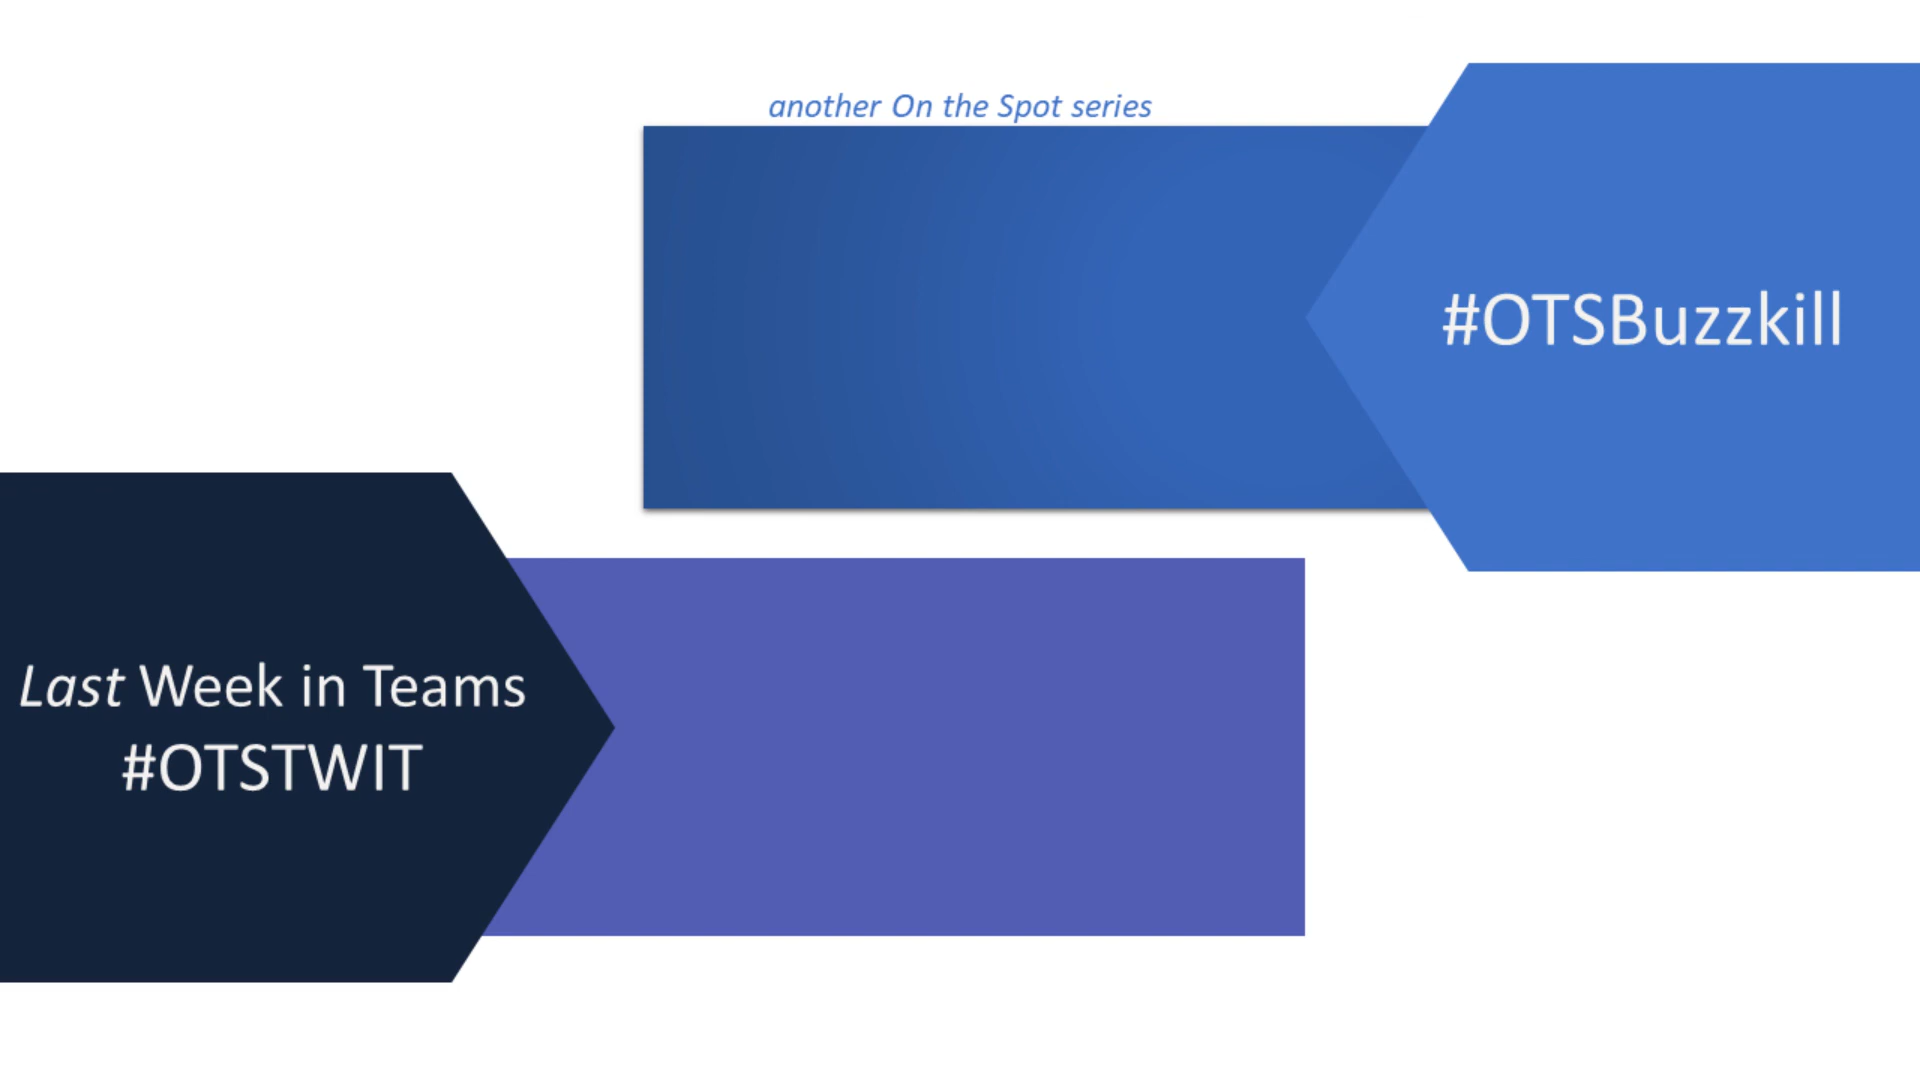 another On the Spot series
#OTSBuzzkill
Last Week in Teams
#OTSTWIT